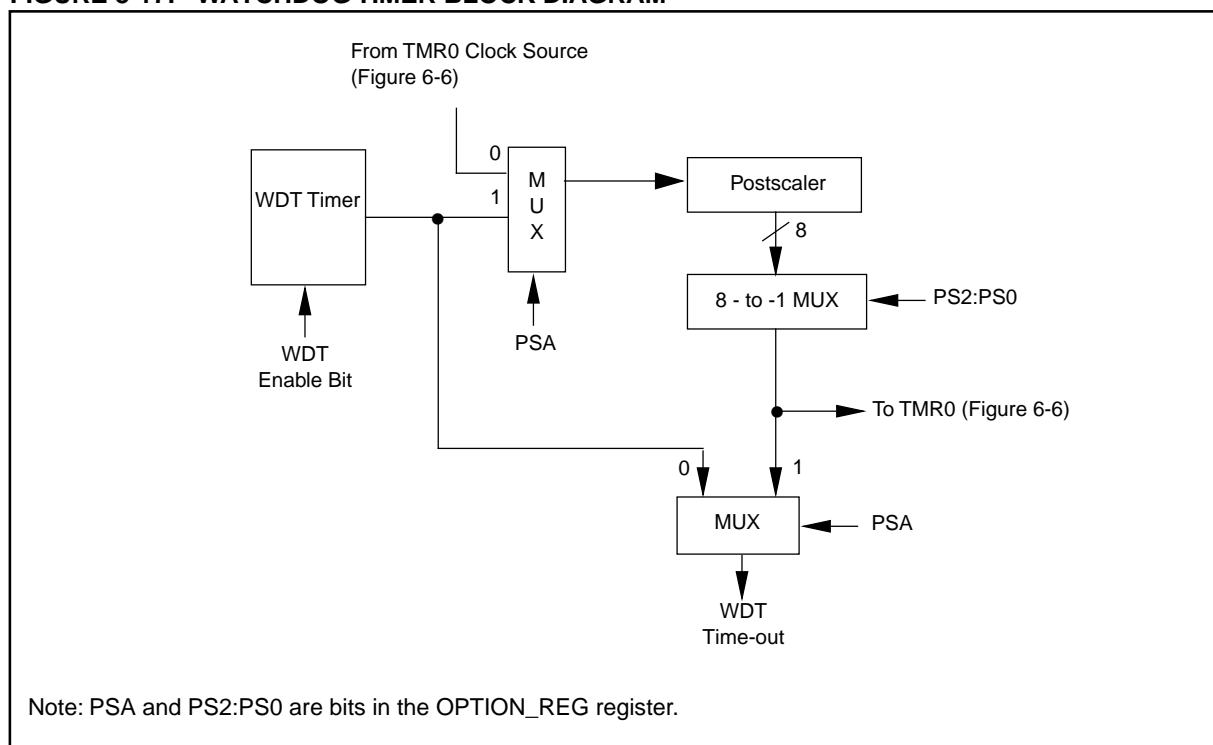 From TMR0 Clock Source
(Figure 6-6)
0
1
M
U
X
WDT Timer
Postscaler
8
8 - to -1 MUX
PS2:PS0
PSA
WDT
Enable Bit
To TMR0 (Figure 6-6)
0
1
MUX
PSA
WDT
Time-out
Note: PSA and PS2:PS0 are bits in the OPTION_REG register.